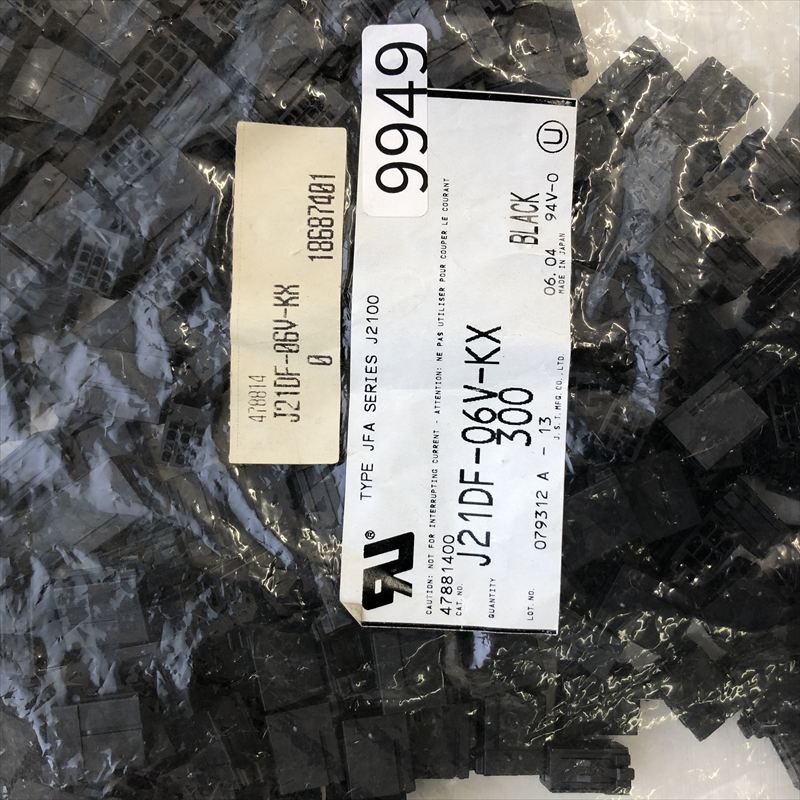 9949
478814
J21DF-06V-KX
0 18687401
TYPE JFA SERIES J2100
CAUTION: NOT FOR INTERRUPTING CURRENT - ATTENTION: NE PAS UTILISER POUR COUPER LE COURANT
47881400
CAT. NO.
J21DF-06V-KX
BLACK
QUANTITY
300
06.04 94V-0
MADE IN JAPAN
LOT. NO.
079312 A - 13
J.S.T. MFG. CO., LTD.
U